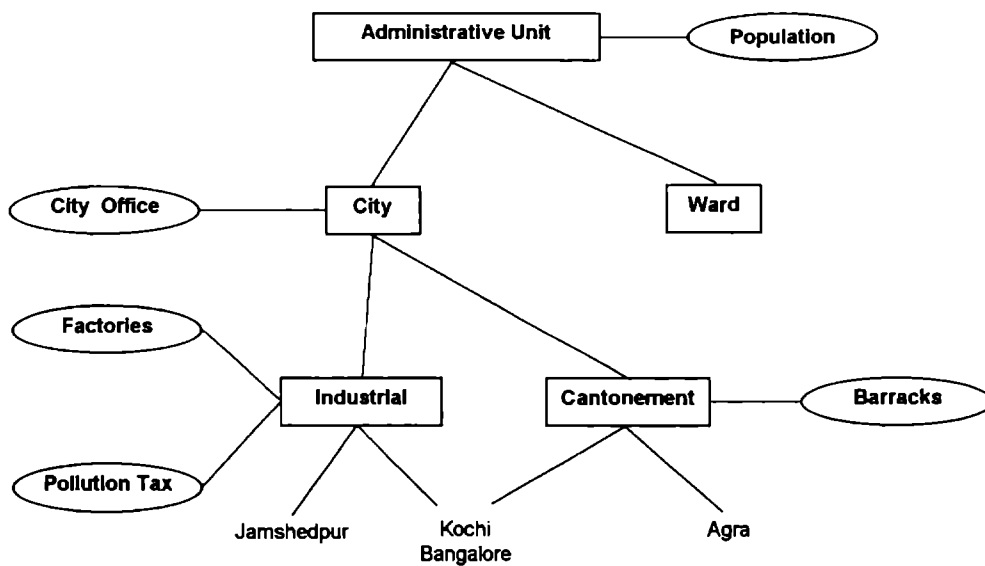 Administrative Unit
Population
City Office
City
Ward
Factories
Industrial
Cantonement
Barracks
Pollution Tax
Jamshedpur
Kochi
Bangalore
Agra